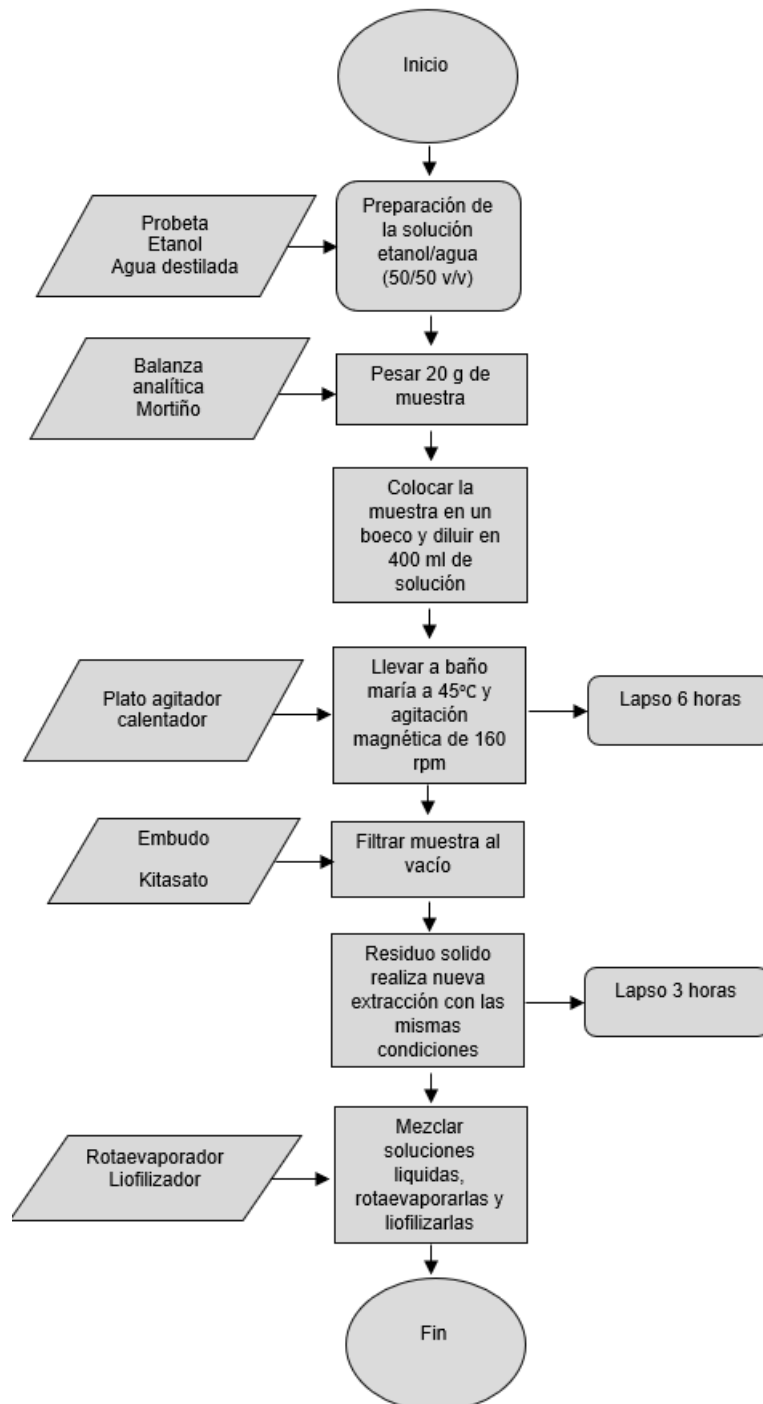 Inicio
Probeta
Etanol
Agua destilada
Preparación de
la solución
etanol/agua
(50/50 v/v)
Balanza
analítica
Mortiño
Pesar 20 g de
muestra
Colocar la
muestra en un
boeco y diluir en
400 ml de
solución
Plato agitador
calentador
Llevar a baño
maría a 45°C y
agitación
magnética de 160
rpm
Lapso 6 horas
Embudo
Kitasato
Filtrar muestra al
vacío
Residuo solido
realiza nueva
extracción con las
mismas
condiciones
Lapso 3 horas
Rotaevaporador
Liofilizador
Mezclar
soluciones
liquidas,
rotaevaporarlas y
liofilizarlas
Fin